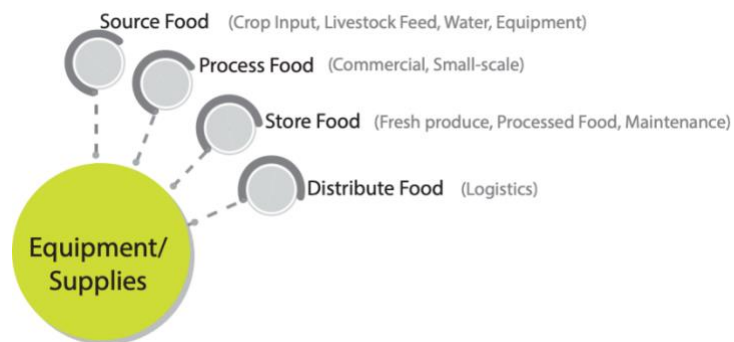 Source Food (Crop Input, Livestock Feed, Water, Equipment)
Process Food (Commercial, Small-scale)
Store Food (Fresh produce, Processed Food, Maintenance)
Distribute Food (Logistics)
Equipment/
Supplies